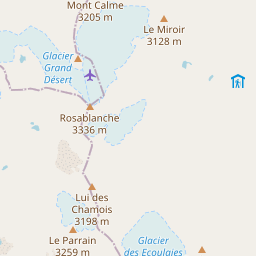 Mont Calme
3205 m
Le Miroir
3128 m
Glacier
Grand
Désert
Rosablanche
3336 m
Lui des
Chamois
3198 m
Le Parrain
3259 m
Glacier
des Ecoulaies